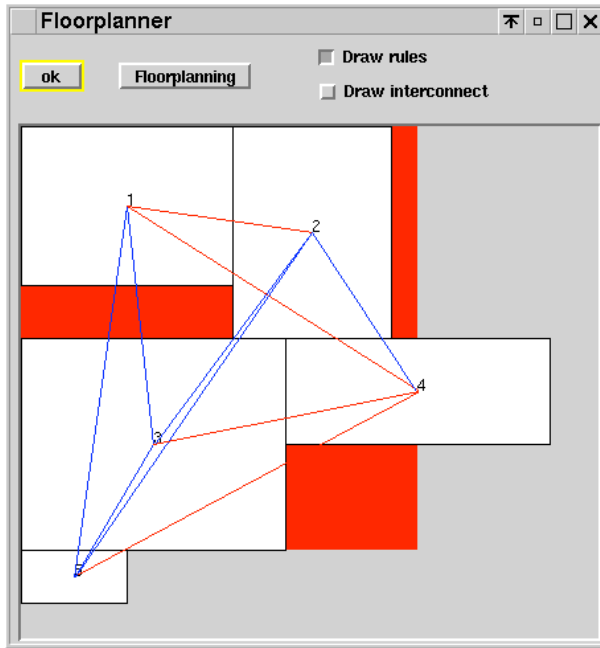 Floorplanner
ok
Floorplanning
Draw rules
Draw interconnect
1
2
4
3
5